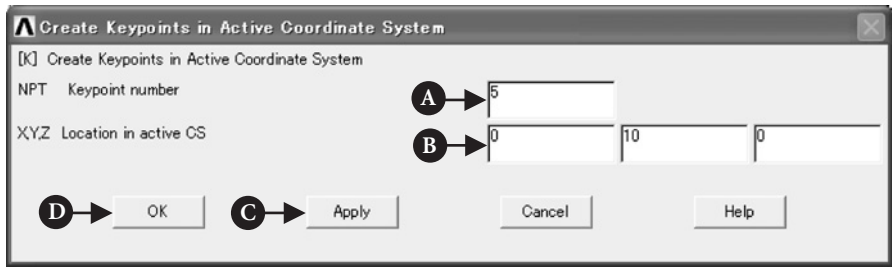 Create Keypoints in Active Coordinate System
[K] Create Keypoints in Active Coordinate System
NPT Keypoint number A 5
X,Y,Z Location in active CS B 0 10 0
D OK C Apply Cancel Help